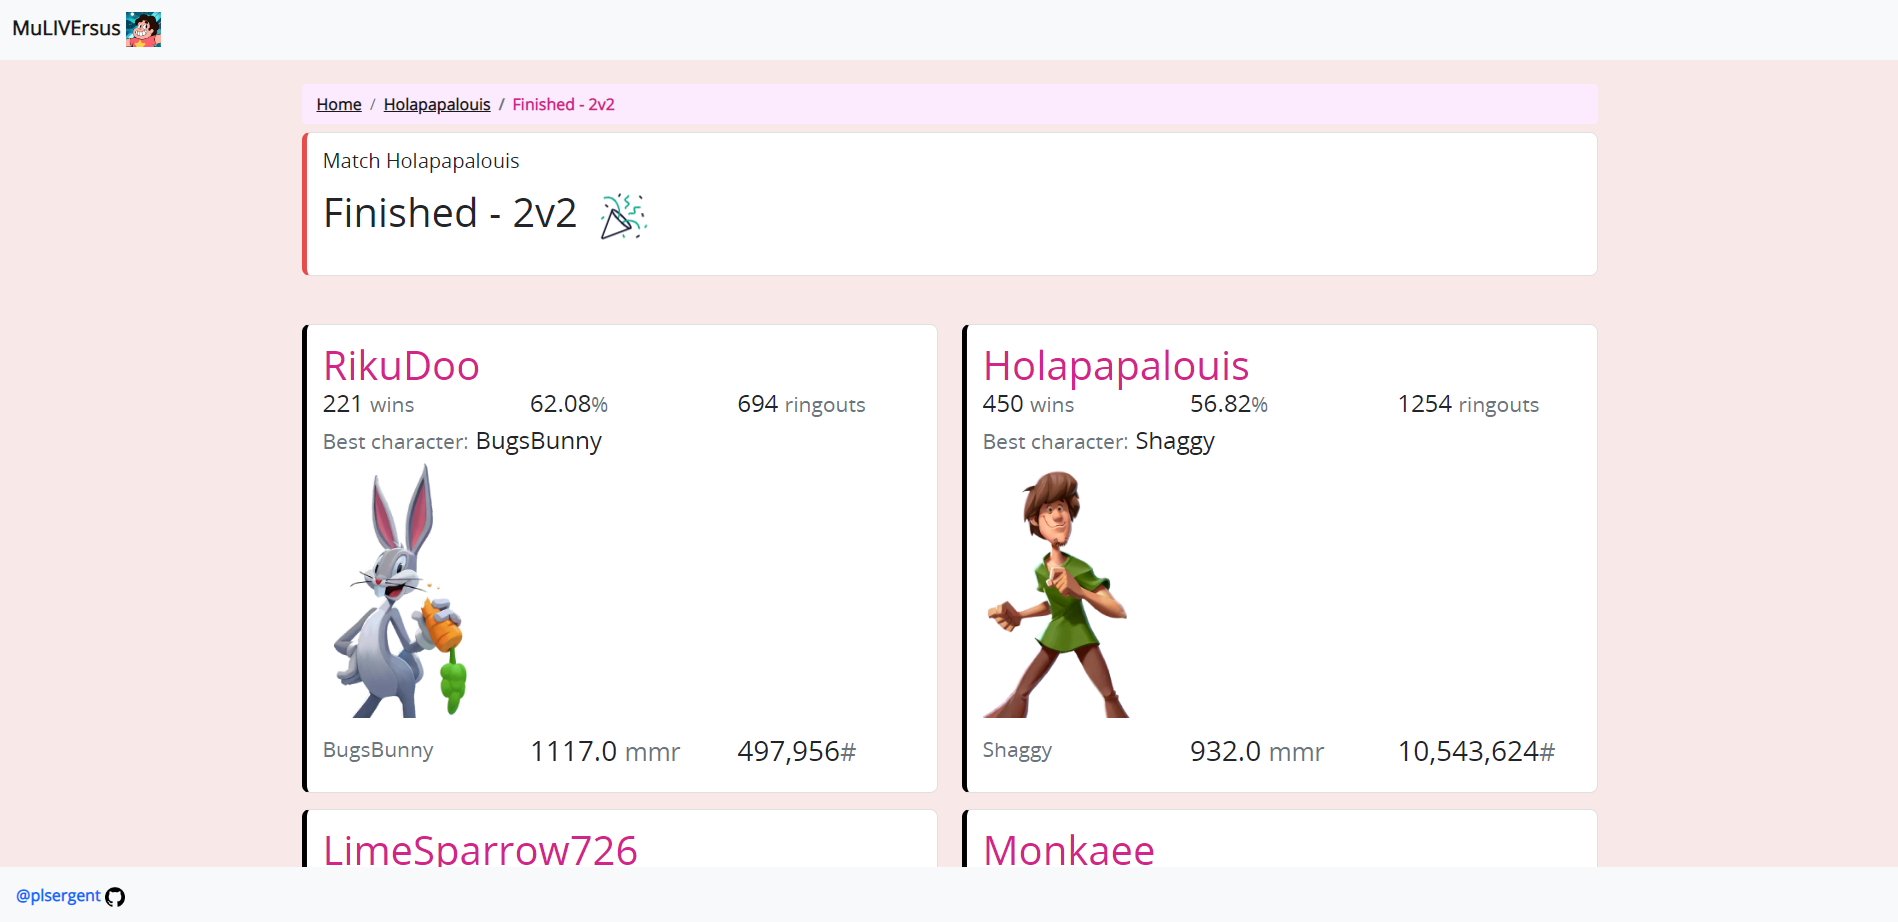 MuLIVErsus
Home / Holapapalouis / Finished - 2v2
Match Holapapalouis
Finished - 2v2
RikuDoo
221 wins 62.08% 694 ringouts
Best character: BugsBunny
BugsBunny 1117.0 mmr 497,956#
Holapapalouis
450 wins 56.82% 1254 ringouts
Best character: Shaggy
Shaggy 932.0 mmr 10,543,624#
LimeSparrow726
Monkaee
@plsergent